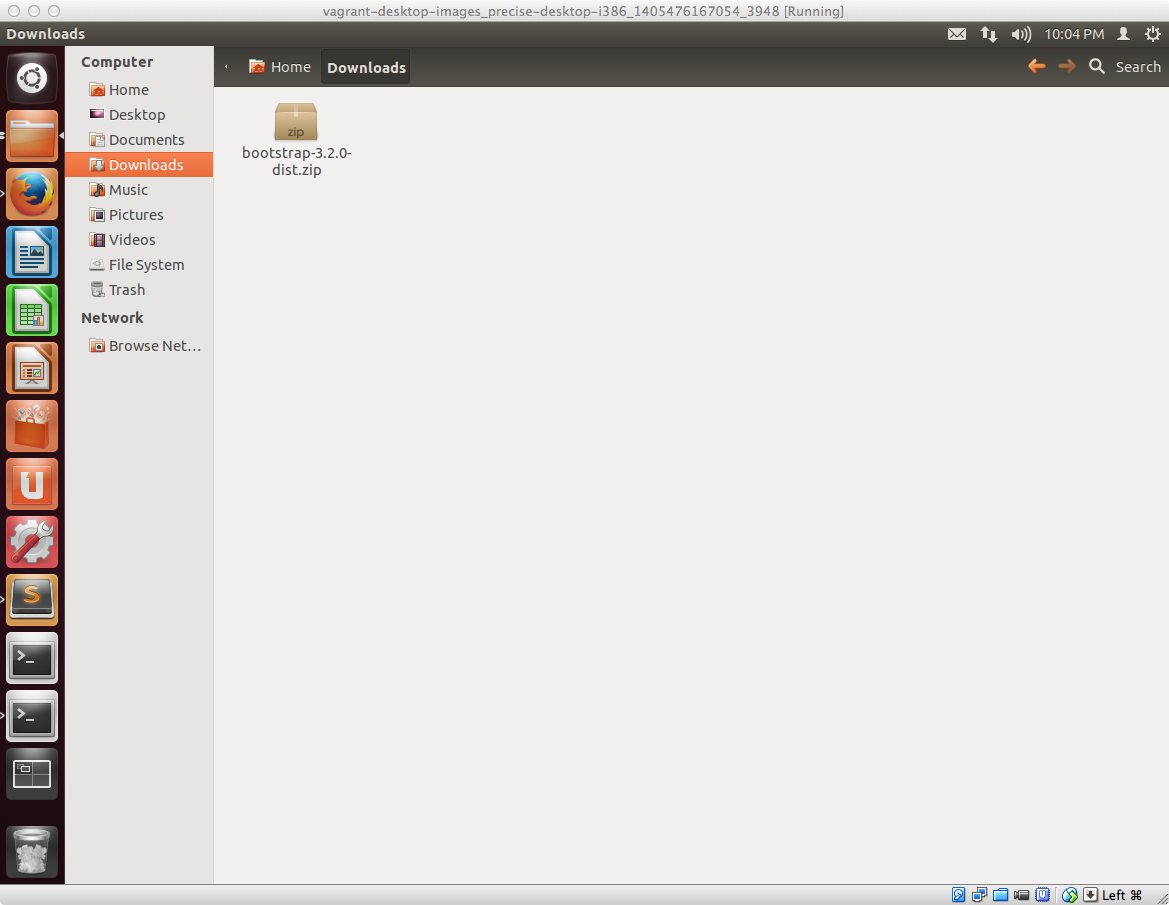 vagrant-desktop-images_precise-desktop-i386_1405476167054_3948 [Running]
Downloads
10:04 PM
Computer
Home
Desktop
Documents
Downloads
Music
Pictures
Videos
File System
Trash
Network
Browse Net...
Home
Downloads
Search
zip
bootstrap-3.2.0-
dist.zip
U
S
>_
>_
Left ⌘